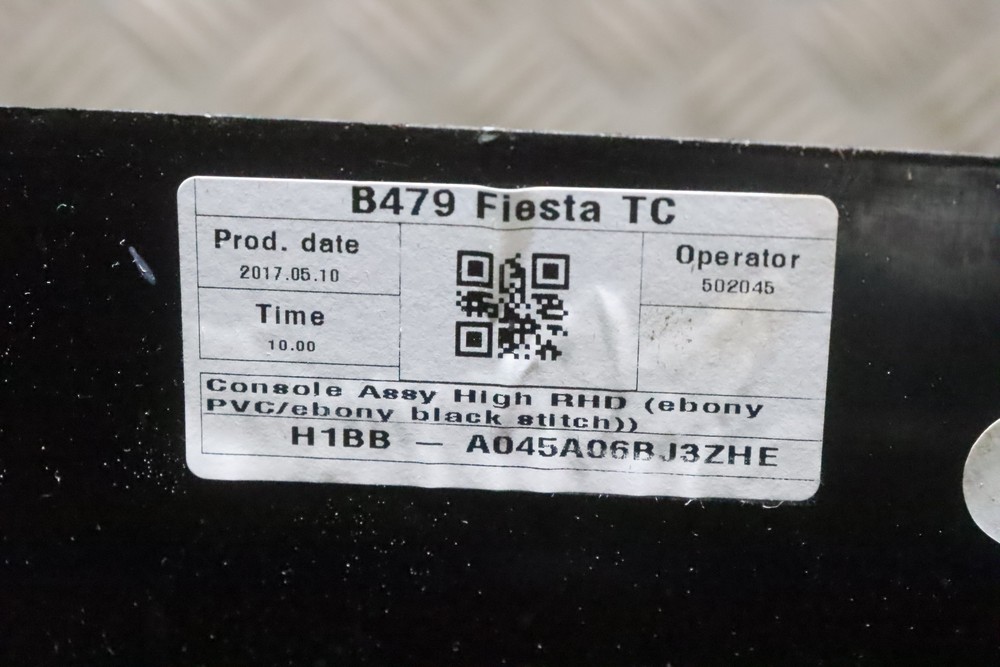 B479 Fiesta TC
Prod. date
2017.05.10
Time
10.00
Operator
502045
Console Assy High RHD (ebony
PVC/ebony black stitch))
H1BB - A045A06BJ3ZHE